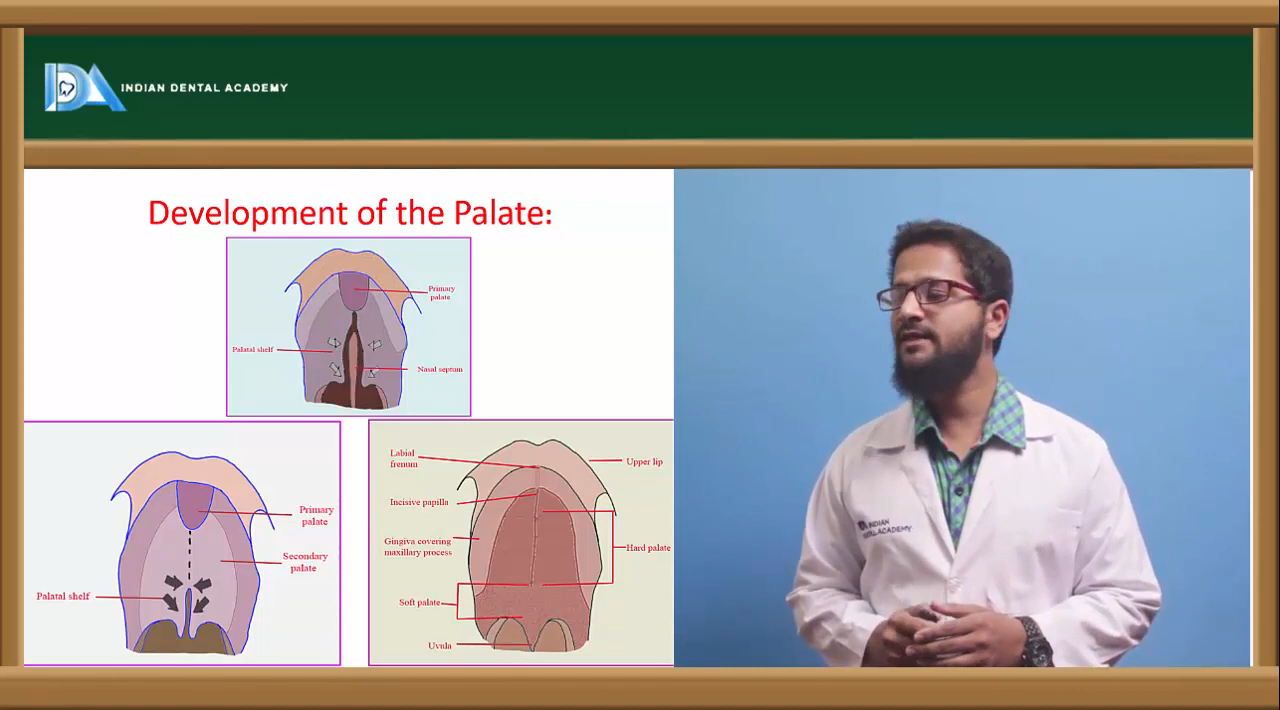 INDIAN DENTAL ACADEMY
Development of the Palate:
Primary
palate
Palatal shelf
Nasal septum
Primary
palate
Secondary
palate
Palatal shelf
Labial
frenum
Upper lip
Incisive papilla
Gingiva covering
maxillary process
Hard palate
Soft palate
Uvula
INDIAN
DENTAL ACADEMY